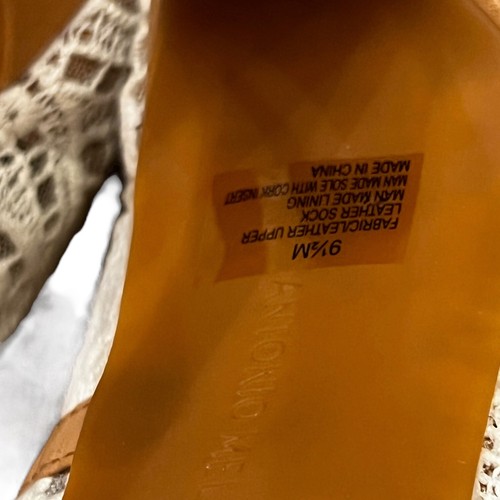 9½M
FABRIC/LEATHER UPPER
LEATHER SOCK
MAN MADE LINING
MAN MADE SOLE WITH CORK INSERT
MADE IN CHINA
ANTONIO